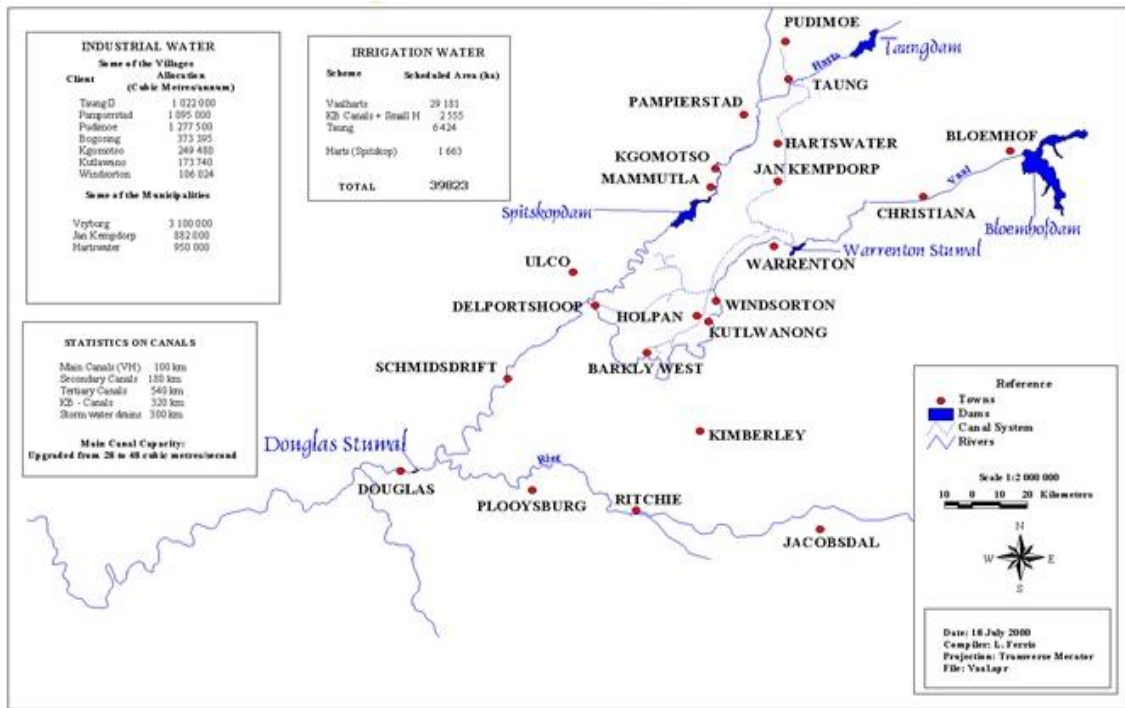 INDUSTRIAL WATER
Some of the Villages
Client Allocation
(Cubic Metres/annum)
Taung 1 022 000
Pampierstad 1 095 000
Pudimoe 1 277 500
Bogosing 373 395
Kgomotso 249 480
Kutlawano 173 740
Windsorton 106 024
Some of the Municipalities
Vryburg 3 100 000
Jan Kempdorp 882 000
Hartswater 950 000
IRRIGATION WATER
Scheme Scheduled Area (ha)
Vaalharts 29 181
KB Canals + Small H 2 555
Taung 6 424
Harts (Spitskop) 1 663
TOTAL 39823
STATISTICS ON CANALS
Main Canals (VH) 100 km
Secondary Canals 180 km
Tertiary Canals 540 km
KB - Canals 320 km
Storm water drains 300 km
Main Canal Capacity:
Upgraded from 28 to 48 cubic metres/second
PUDIMOE
Taungdam
Harts
TAUNG
PAMPIERSTAD
HARTSWATER
BLOEMHOF
KGOMOTSO
JAN KEMPDORP
MAMMUTLA
Vaal
CHRISTIANA
Spitskopdam
Bloemhofdam
Warrenton Stuwal
WARRENTON
ULCO
DELPORTSHOOP
WINDSORTON
HOLPAN
KUTLWANONG
BARKLY WEST
SCHMIDSDRIFT
KIMBERLEY
Douglas Stuwal
Riet
DOUGLAS
PLOOYSBURG
RITCHIE
JACOBSDAL
Reference
Towns
Dams
Canal System
Rivers
Scale 1:2 000 000
10 0 10 20 Kilometers
N
W E
S
Date: 18 July 2000
Compiler: L. Ferris
Projection: Transverse Mecator
File: Vaal.apr